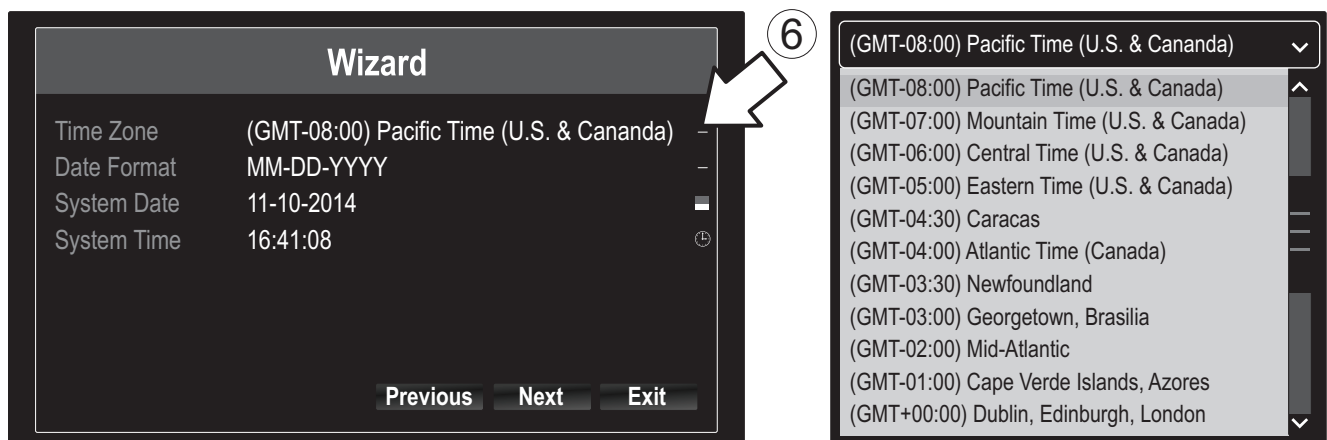 Wizard
Time Zone (GMT-08:00) Pacific Time (U.S. & Cananda)
Date Format MM-DD-YYYY
System Date 11-10-2014
System Time 16:41:08
Previous Next Exit
6
(GMT-08:00) Pacific Time (U.S. & Cananda)
(GMT-08:00) Pacific Time (U.S. & Canada)
(GMT-07:00) Mountain Time (U.S. & Canada)
(GMT-06:00) Central Time (U.S. & Canada)
(GMT-05:00) Eastern Time (U.S. & Canada)
(GMT-04:30) Caracas
(GMT-04:00) Atlantic Time (Canada)
(GMT-03:30) Newfoundland
(GMT-03:00) Georgetown, Brasilia
(GMT-02:00) Mid-Atlantic
(GMT-01:00) Cape Verde Islands, Azores
(GMT+00:00) Dublin, Edinburgh, London